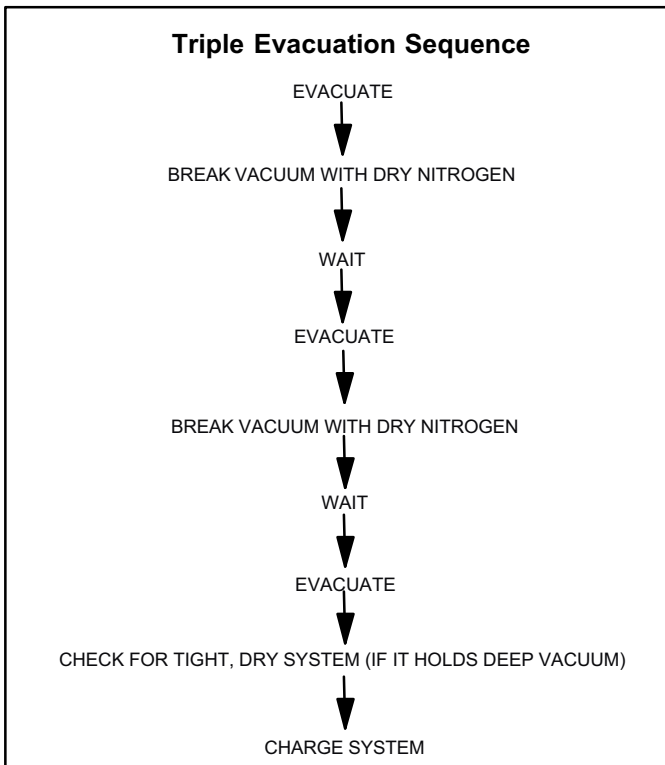 Triple Evacuation Sequence
EVACUATE
BREAK VACUUM WITH DRY NITROGEN
WAIT
EVACUATE
BREAK VACUUM WITH DRY NITROGEN
WAIT
EVACUATE
CHECK FOR TIGHT, DRY SYSTEM (IF IT HOLDS DEEP VACUUM)
CHARGE SYSTEM